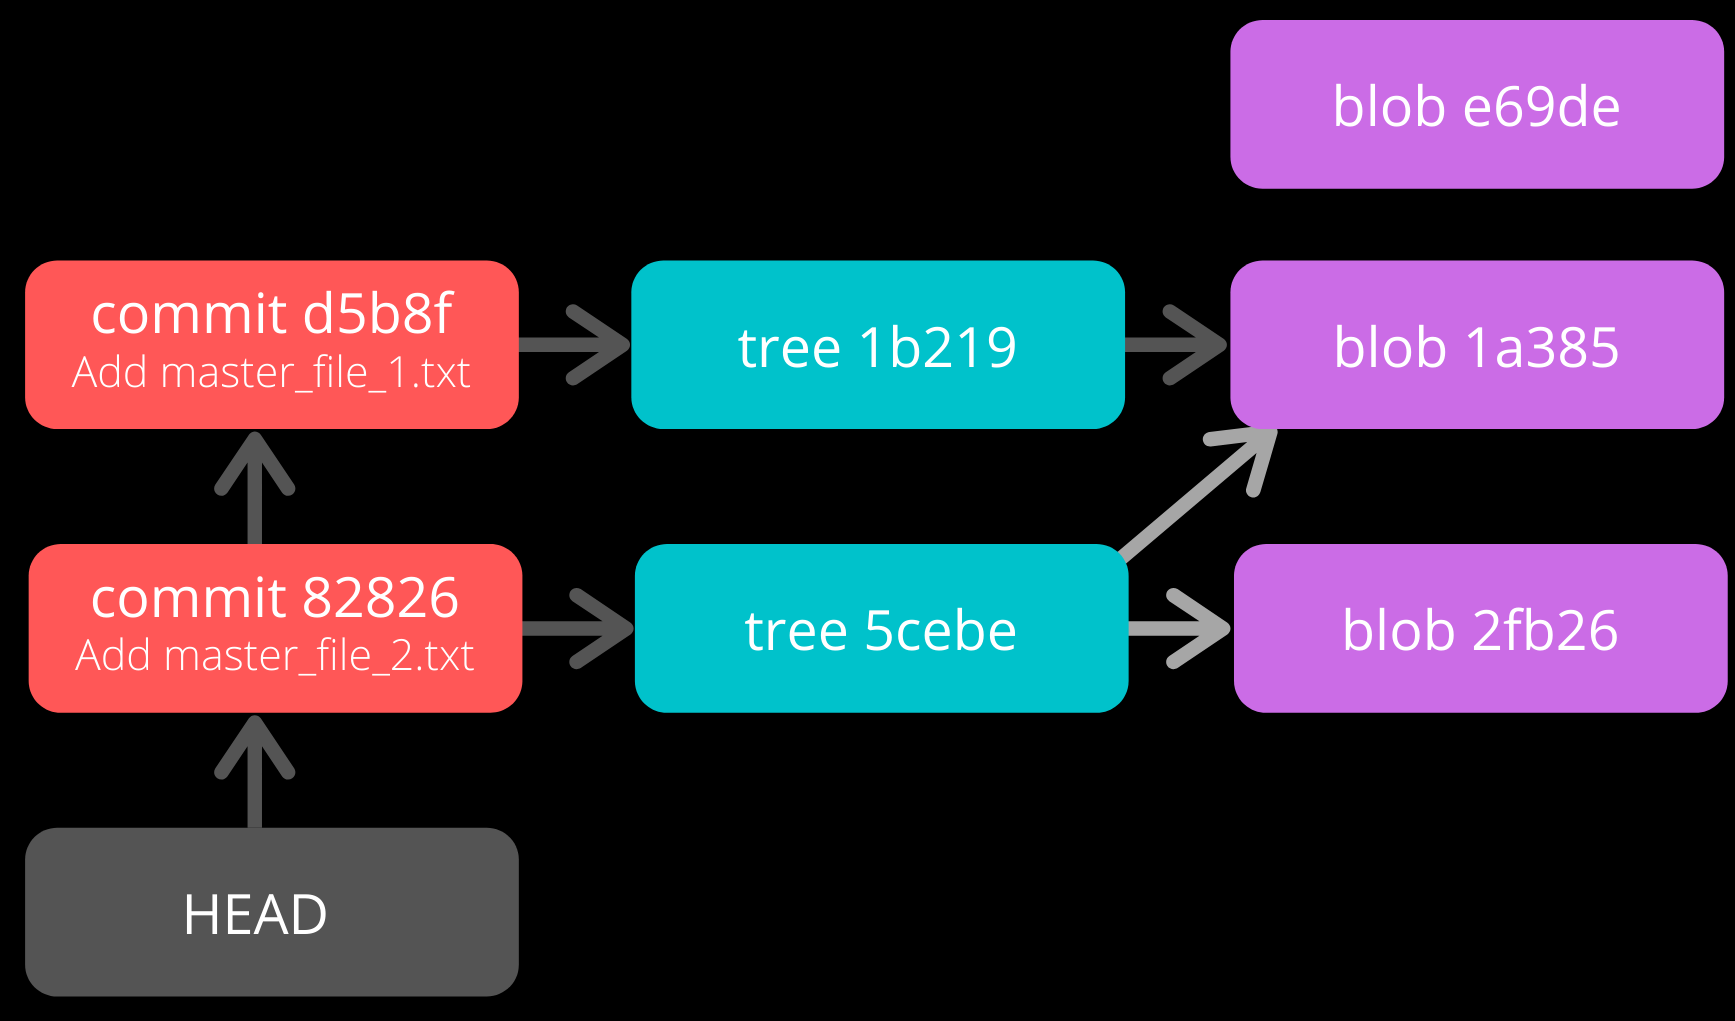 blob e69de
commit d5b8f
Add master_file_1.txt
tree 1b219
blob 1a385
commit 82826
Add master_file_2.txt
tree 5cebe
blob 2fb26
HEAD